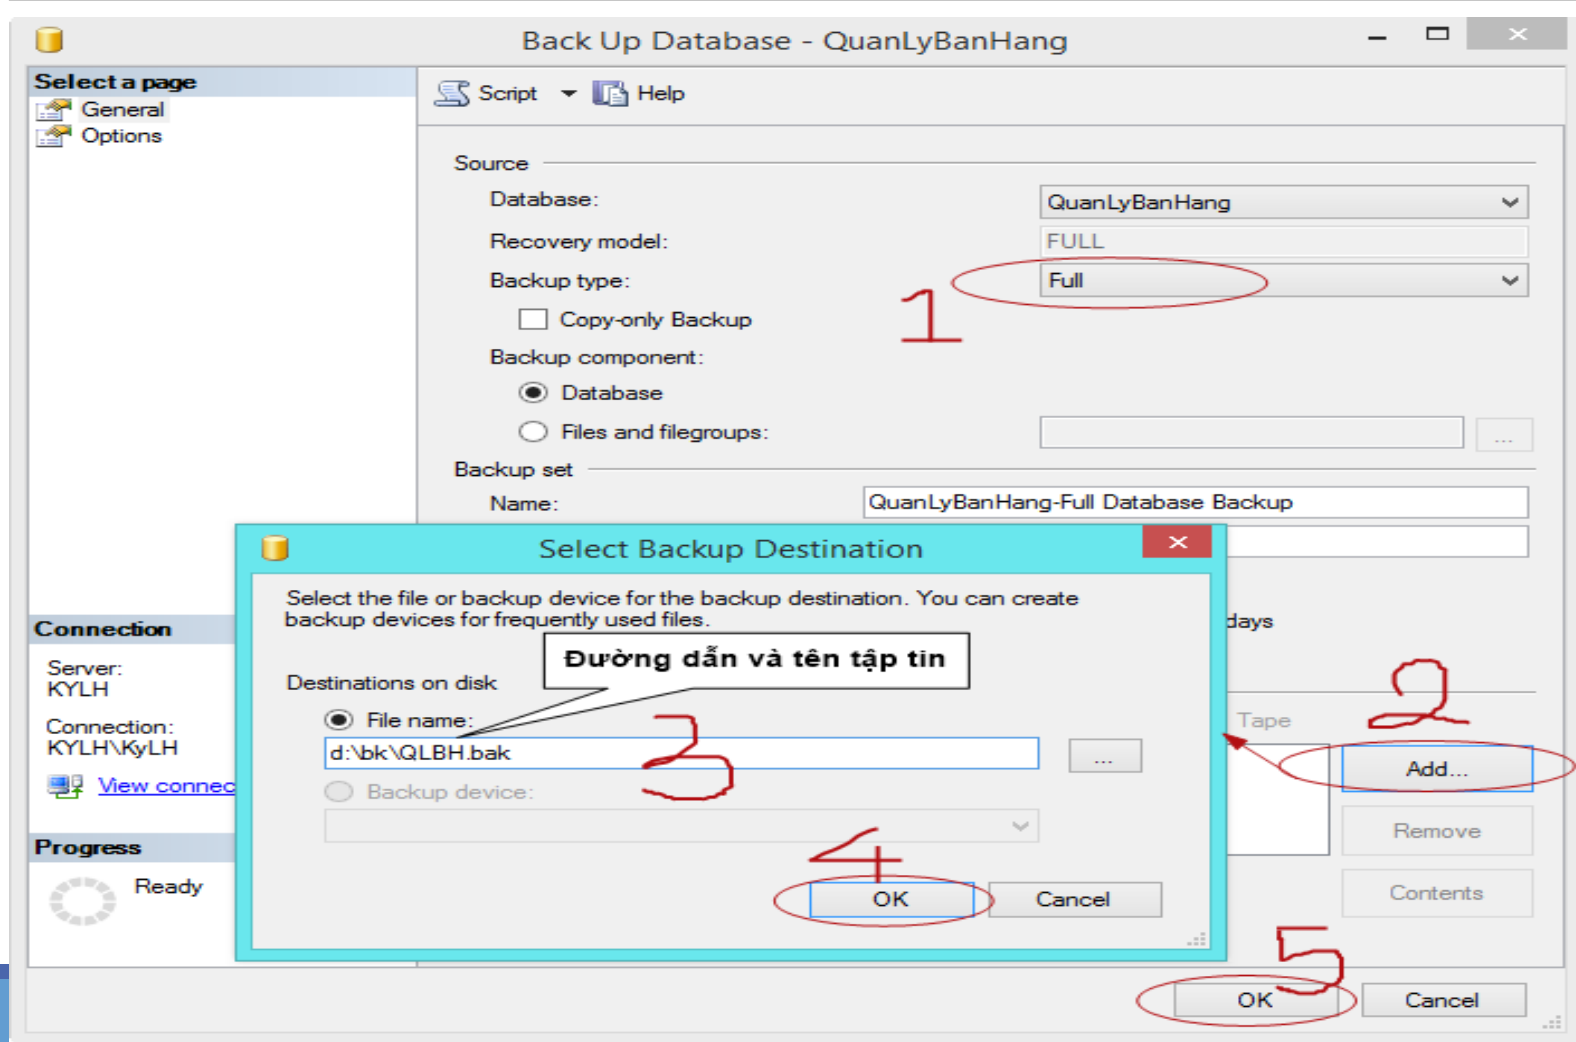 Back Up Database - QuanLyBanHang
Select a page
General
Options
Script
Help
Source
Database:
QuanLyBanHang
Recovery model:
FULL
Backup type:
Full
1
Copy-only Backup
Backup component:
Database
Files and filegroups:
...
Backup set
Name:
QuanLyBanHang-Full Database Backup
Select Backup Destination
Select the file or backup device for the backup destination. You can create
backup devices for frequently used files.
Đường dẫn và tên tập tin
Destinations on disk
File name:
d:\bk\QLBH.bak
3
...
Backup device:
4
OK
Cancel
days
Tape
2
Add...
Remove
Contents
Connection
Server:
KYLH
Connection:
KYLH\KyLH
View connec
Progress
Ready
5
OK
Cancel